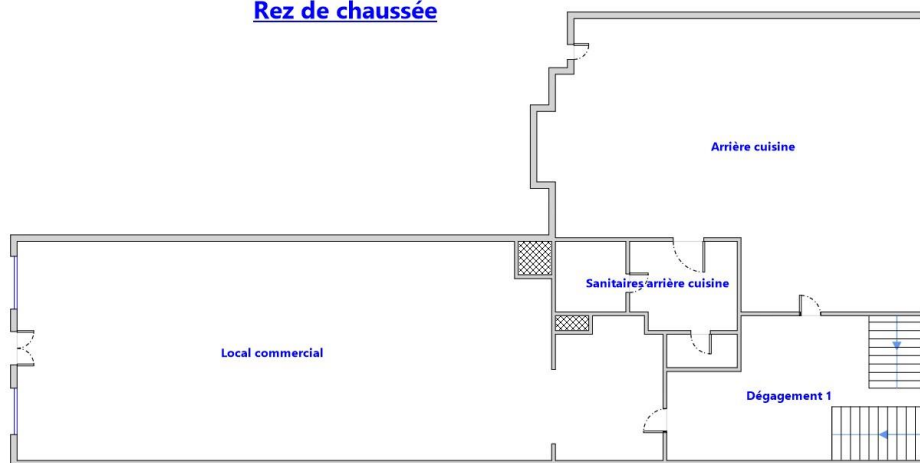 Rez de chaussée
Arrière cuisine
Sanitaires arrière cuisine
Local commercial
Dégagement 1